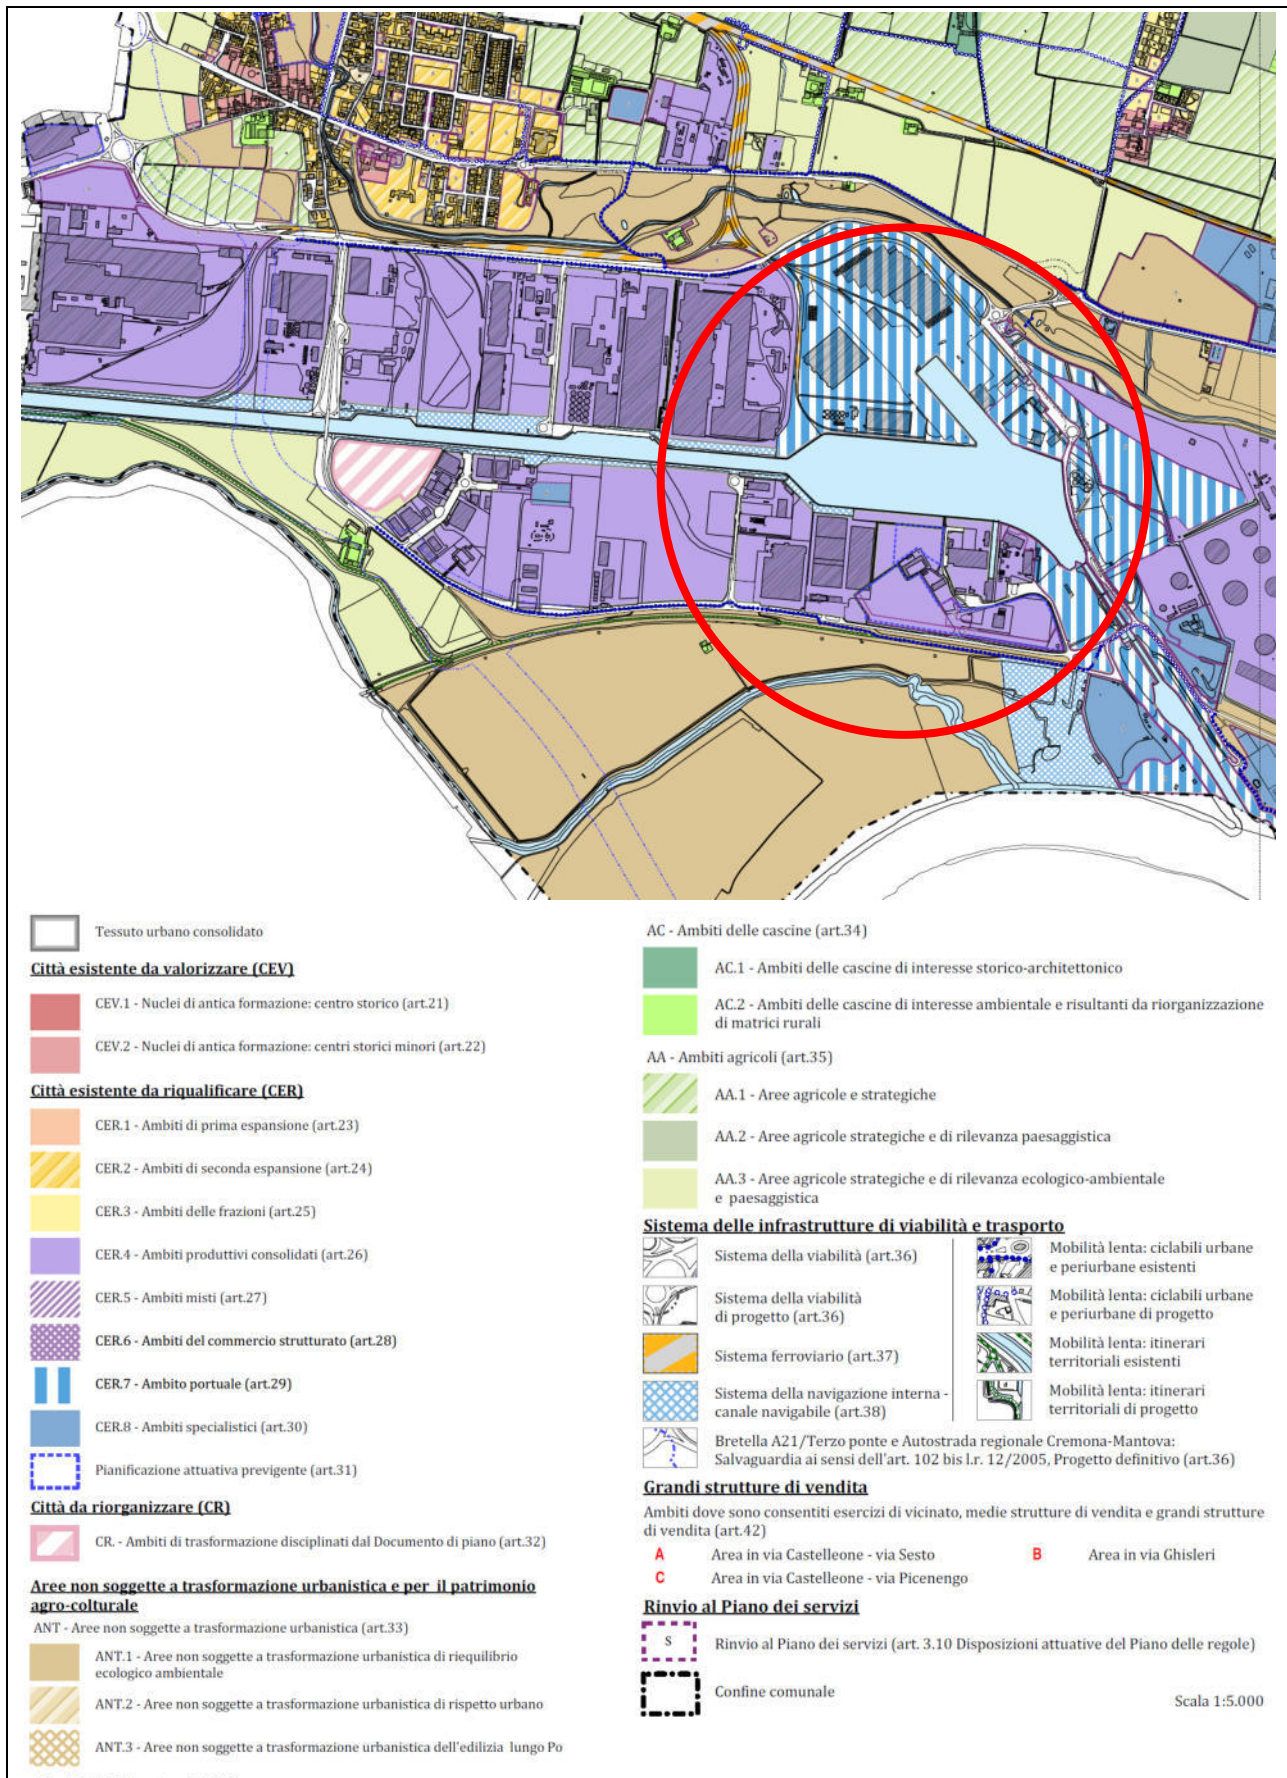 Tessuto urbano consolidato
Città esistente da valorizzare (CEV)
CEV.1 - Nuclei di antica formazione: centro storico (art.21)
CEV.2 - Nuclei di antica formazione: centri storici minori (art.22)
Città esistente da riqualificare (CER)
CER.1 - Ambiti di prima espansione (art.23)
CER.2 - Ambiti di seconda espansione (art.24)
CER.3 - Ambiti delle frazioni (art.25)
CER.4 - Ambiti produttivi consolidati (art.26)
CER.5 - Ambiti misti (art.27)
CER.6 - Ambiti del commercio strutturato (art.28)
CER.7 - Ambito portuale (art.29)
CER.8 - Ambiti specialistici (art.30)
Pianificazione attuativa previgente (art.31)
Città da riorganizzare (CR)
CR. - Ambiti di trasformazione disciplinati dal Documento di piano (art.32)
Aree non soggette a trasformazione urbanistica e per il patrimonio
agro-colturale
ANT - Aree non soggette a trasformazione urbanistica (art.33)
ANT.1 - Aree non soggette a trasformazione urbanistica di riequilibrio
ecologico ambientale
ANT.2 - Aree non soggette a trasformazione urbanistica di rispetto urbano
ANT.3 - Aree non soggette a trasformazione urbanistica dell'edilizia lungo Po
AC - Ambiti delle cascine (art.34)
AC.1 - Ambiti delle cascine di interesse storico-architettonico
AC.2 - Ambiti delle cascine di interesse ambientale e risultanti da riorganizzazione
di matrici rurali
AA - Ambiti agricoli (art.35)
AA.1 - Aree agricole e strategiche
AA.2 - Aree agricole strategiche e di rilevanza paesaggistica
AA.3 - Aree agricole strategiche e di rilevanza ecologico-ambientale
e paesaggistica
Sistema delle infrastrutture di viabilità e trasporto
Sistema della viabilità (art.36)
Sistema della viabilità
di progetto (art.36)
Sistema ferroviario (art.37)
Sistema della navigazione interna -
canale navigabile (art.38)
Mobilità lenta: ciclabili urbane
e periurbane esistenti
Mobilità lenta: ciclabili urbane
e periurbane di progetto
Mobilità lenta: itinerari
territoriali esistenti
Mobilità lenta: itinerari
territoriali di progetto
Bretella A21/Terzo ponte e Autostrada regionale Cremona-Mantova:
Salvaguardia ai sensi dell'art. 102 bis l.r. 12/2005, Progetto definitivo (art.36)
Grandi strutture di vendita
Ambiti dove sono consentiti esercizi di vicinato, medie strutture di vendita e grandi strutture
di vendita (art.42)
A Area in via Castelleone - via Sesto
B Area in via Ghisleri
C Area in via Castelleone - via Picenengo
Rinvio al Piano dei servizi
S Rinvio al Piano dei servizi (art. 3.10 Disposizioni attuative del Piano delle regole)
Confine comunale
Scala 1:5.000